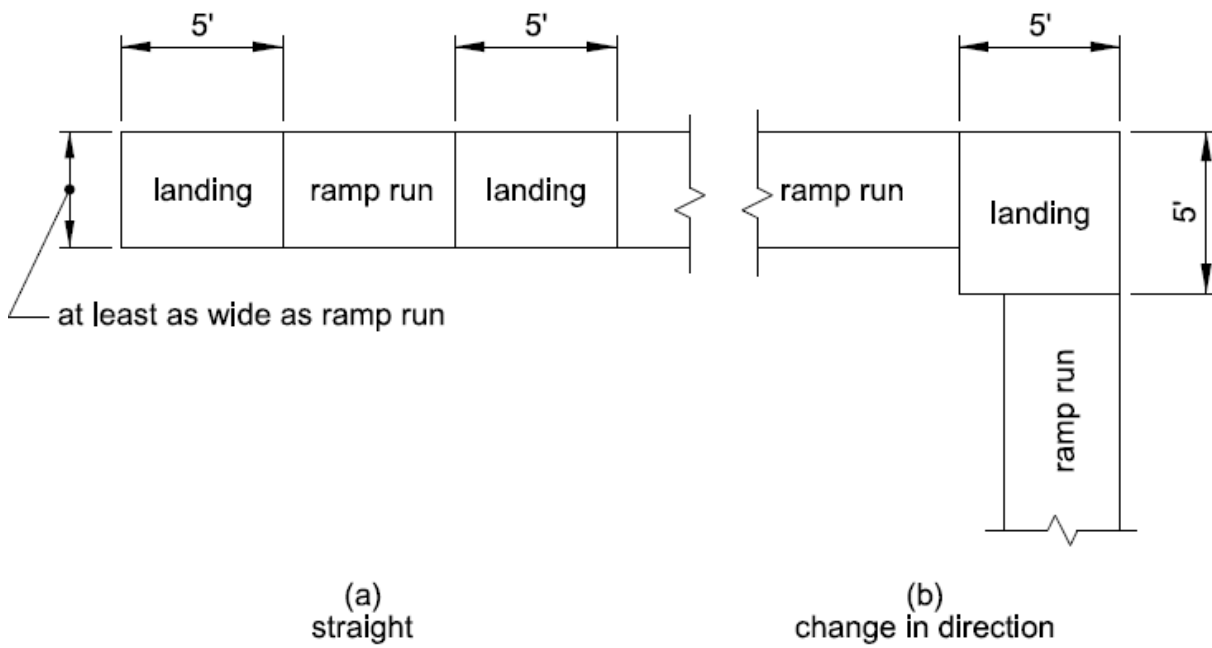 5'
5'
5'
landing
ramp run
landing
ramp run
landing
5'
at least as wide as ramp run
ramp run
(a)
straight
(b)
change in direction